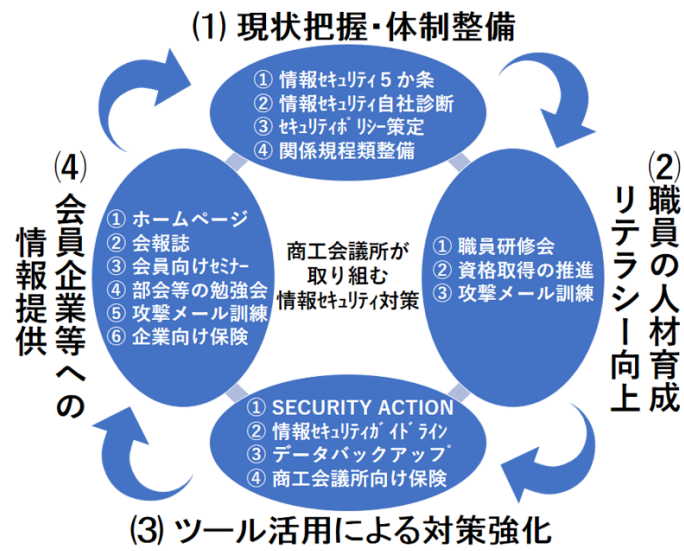 (1) 現状把握・体制整備
① 情報ｾｷｭﾘﾃｨ５か条
② 情報ｾｷｭﾘﾃｨ自社診断
③ ｾｷｭﾘﾃｨﾎﾟﾘｼｰ策定
④ 関係規程類整備
(2) 職員の人材育成
リテラシー向上
① 職員研修会
② 資格取得の推進
③ 攻撃メール訓練
商工会議所が
取り組む
情報ｾｷｭﾘﾃｨ対策
① SECURITY ACTION
② 情報ｾｷｭﾘﾃｨｶﾞｲﾄﾞﾗｲﾝ
③ データバックアップ
④ 商工会議所向け保険
(3) ツール活用による対策強化
(4) 会員企業等への
情報提供
① ホームページ
② 会報誌
③ 会員向けｾﾐﾅｰ
④ 部会等の勉強会
⑤ 攻撃メール訓練
⑥ 企業向け保険